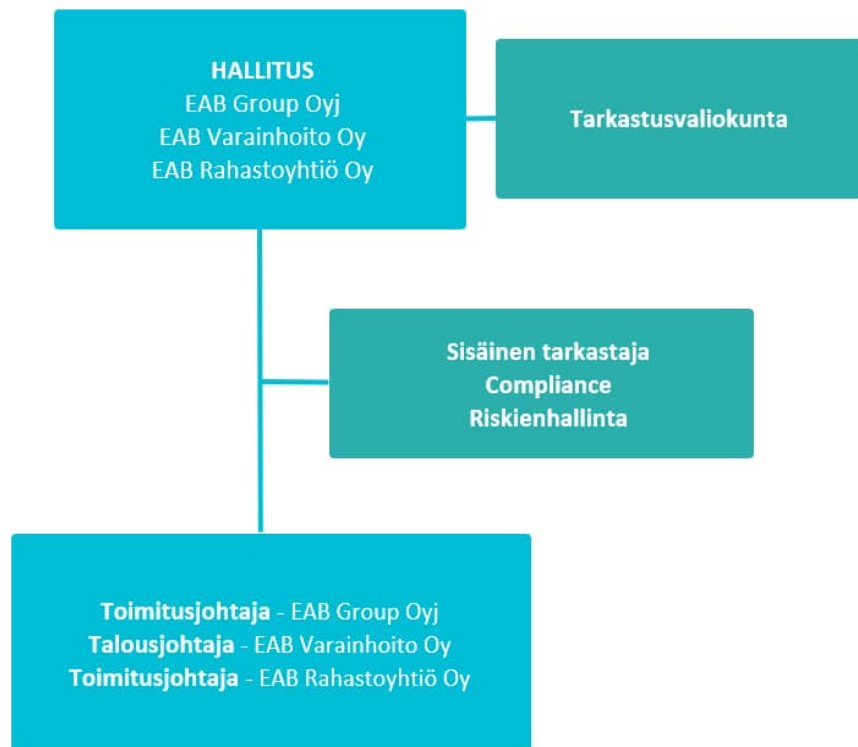 HALLITUS
EAB Group Oyj
EAB Varainhoito Oy
EAB Rahastoyhtiö Oy
Tarkastusvaliokunta
Sisäinen tarkastaja
Compliance
Riskienhallinta
Toimitusjohtaja - EAB Group Oyj
Talousjohtaja - EAB Varainhoito Oy
Toimitusjohtaja - EAB Rahastoyhtiö Oy